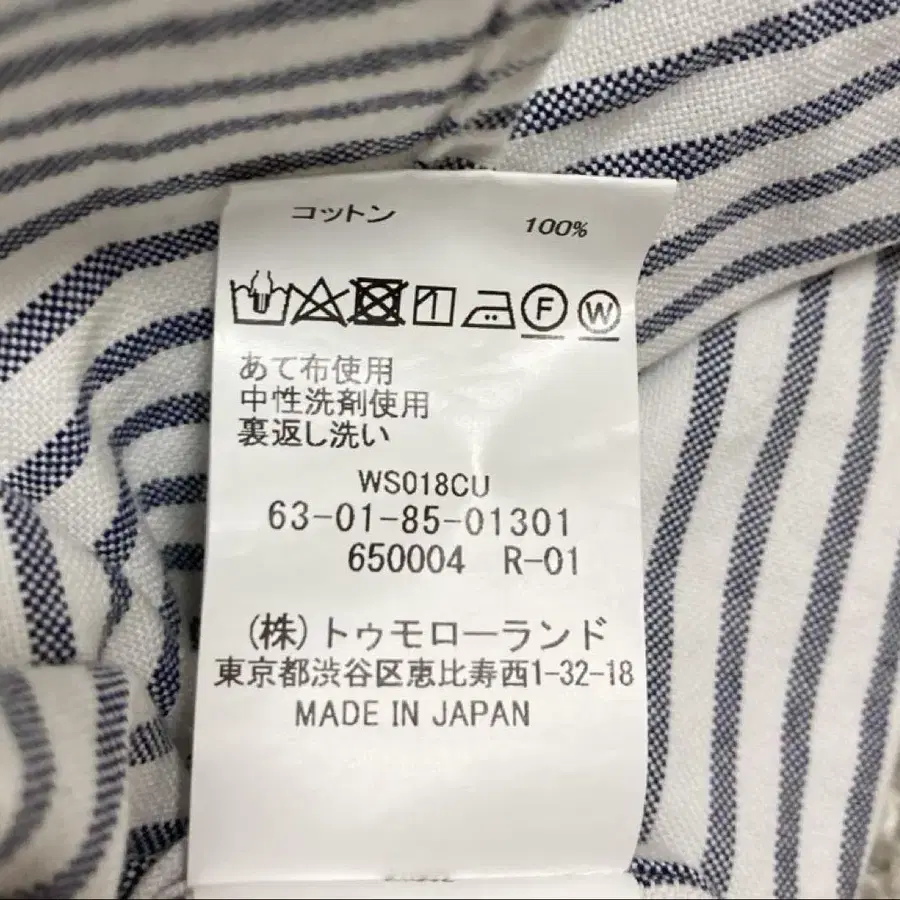 コットン 100%
F W
あて布使用
中性洗剤使用
裏返し洗い
WS018CU
63-01-85-01301
650004 R-01
(株)トゥモローランド
東京都渋谷区恵比寿西1-32-18
MADE IN JAPAN